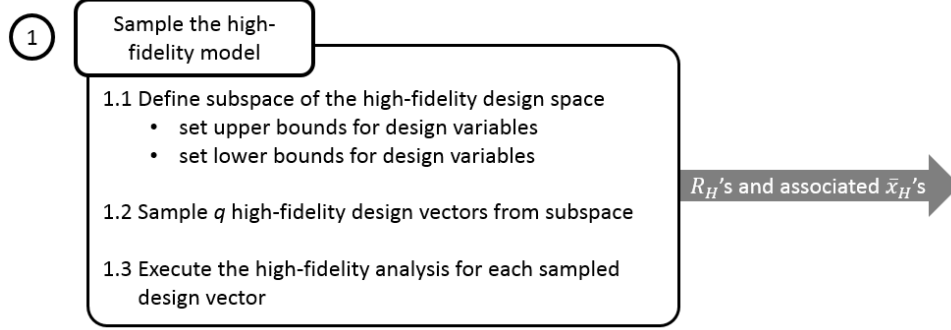 1
Sample the high-
fidelity model
1.1 Define subspace of the high-fidelity design space
• set upper bounds for design variables
• set lower bounds for design variables
1.2 Sample q high-fidelity design vectors from subspace
1.3 Execute the high-fidelity analysis for each sampled
design vector
R_H's and associated x̄_H's